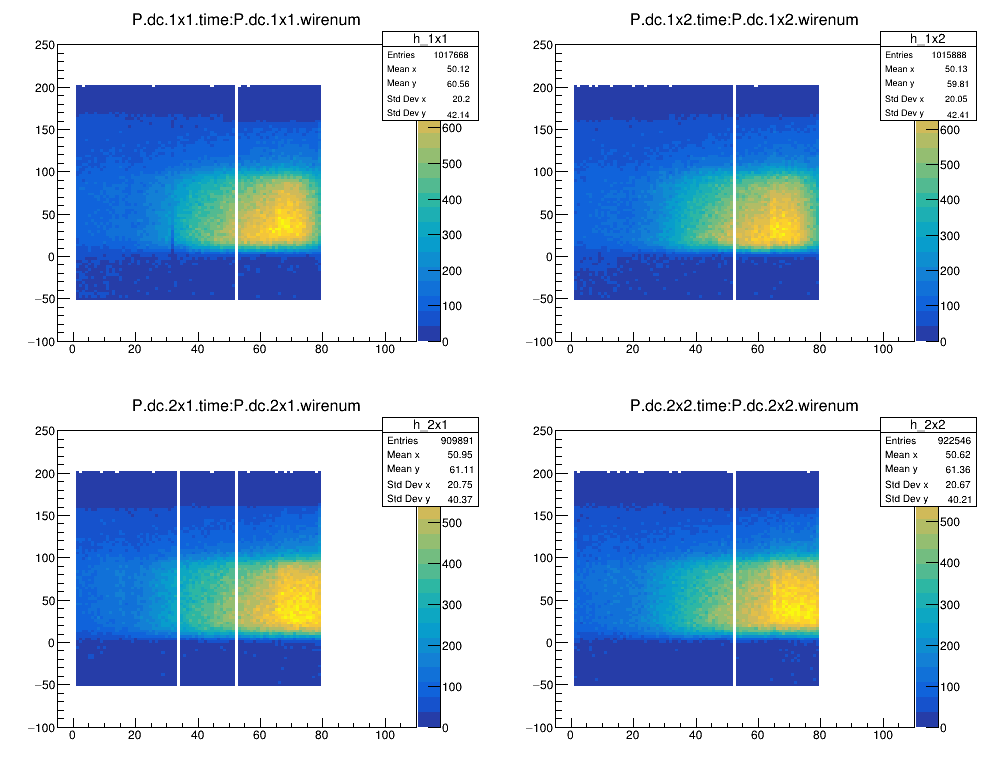 P.dc.1x1.time:P.dc.1x1.wirenum
h_1x1
Entries 1017668
Mean x 50.12
Mean y 60.56
Std Dev x 20.2
Std Dev y 42.14
250
200
150
100
50
0
−50
−100
0 20 40 60 80 100
600
500
400
300
200
100
0
P.dc.1x2.time:P.dc.1x2.wirenum
h_1x2
Entries 1015888
Mean x 50.13
Mean y 59.81
Std Dev x 20.05
Std Dev y 42.41
250
200
150
100
50
0
−50
−100
0 20 40 60 80 100
600
500
400
300
200
100
0
P.dc.2x1.time:P.dc.2x1.wirenum
h_2x1
Entries 909891
Mean x 50.95
Mean y 61.11
Std Dev x 20.75
Std Dev y 40.37
250
200
150
100
50
0
−50
−100
0 20 40 60 80 100
500
400
300
200
100
0
P.dc.2x2.time:P.dc.2x2.wirenum
h_2x2
Entries 922546
Mean x 50.62
Mean y 61.36
Std Dev x 20.67
Std Dev y 40.21
250
200
150
100
50
0
−50
−100
0 20 40 60 80 100
500
400
300
200
100
0